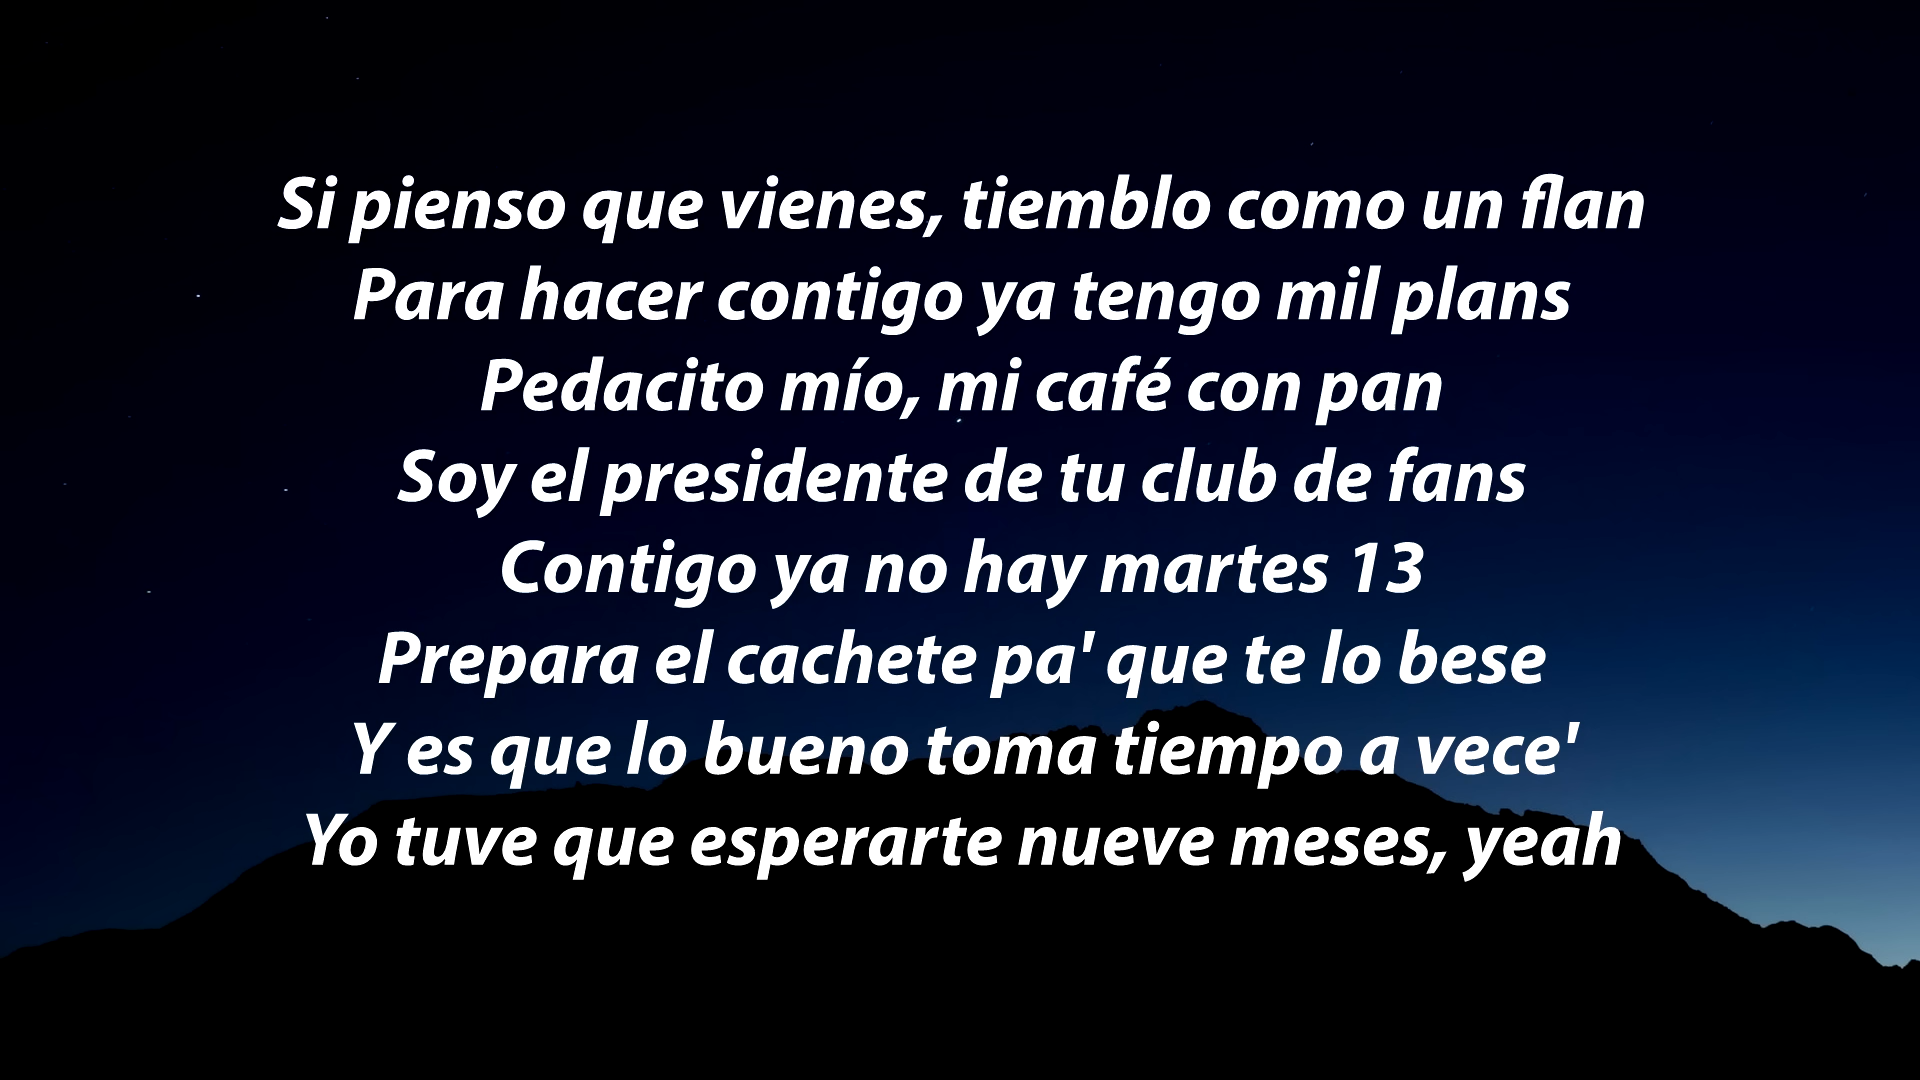 Si pienso que vienes, tiemblo como un flan
Para hacer contigo ya tengo mil plans
Pedacito mío, mi café con pan
Soy el presidente de tu club de fans
Contigo ya no hay martes 13
Prepara el cachete pa' que te lo bese
Y es que lo bueno toma tiempo a vece'
Yo tuve que esperarte nueve meses, yeah